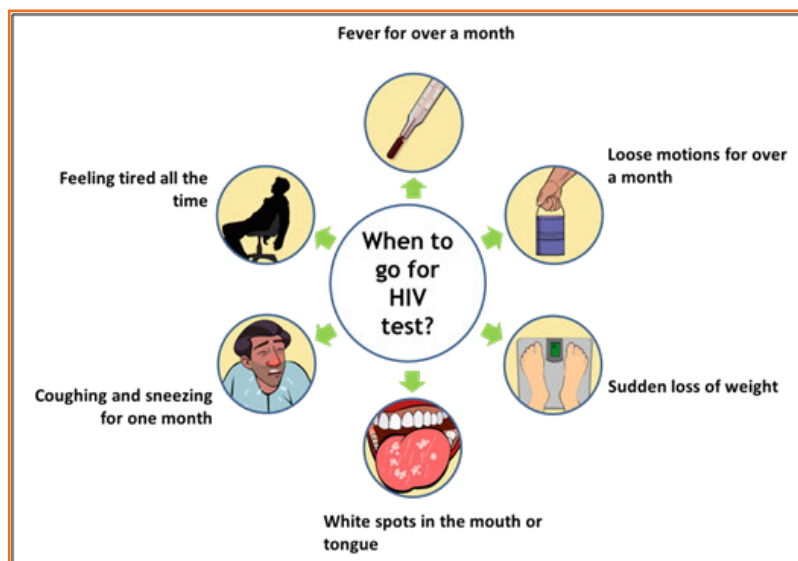 Fever for over a month
Loose motions for over
a month
Feeling tired all the
time
When to
go for
HIV
test?
Sudden loss of weight
Coughing and sneezing
for one month
White spots in the mouth or
tongue